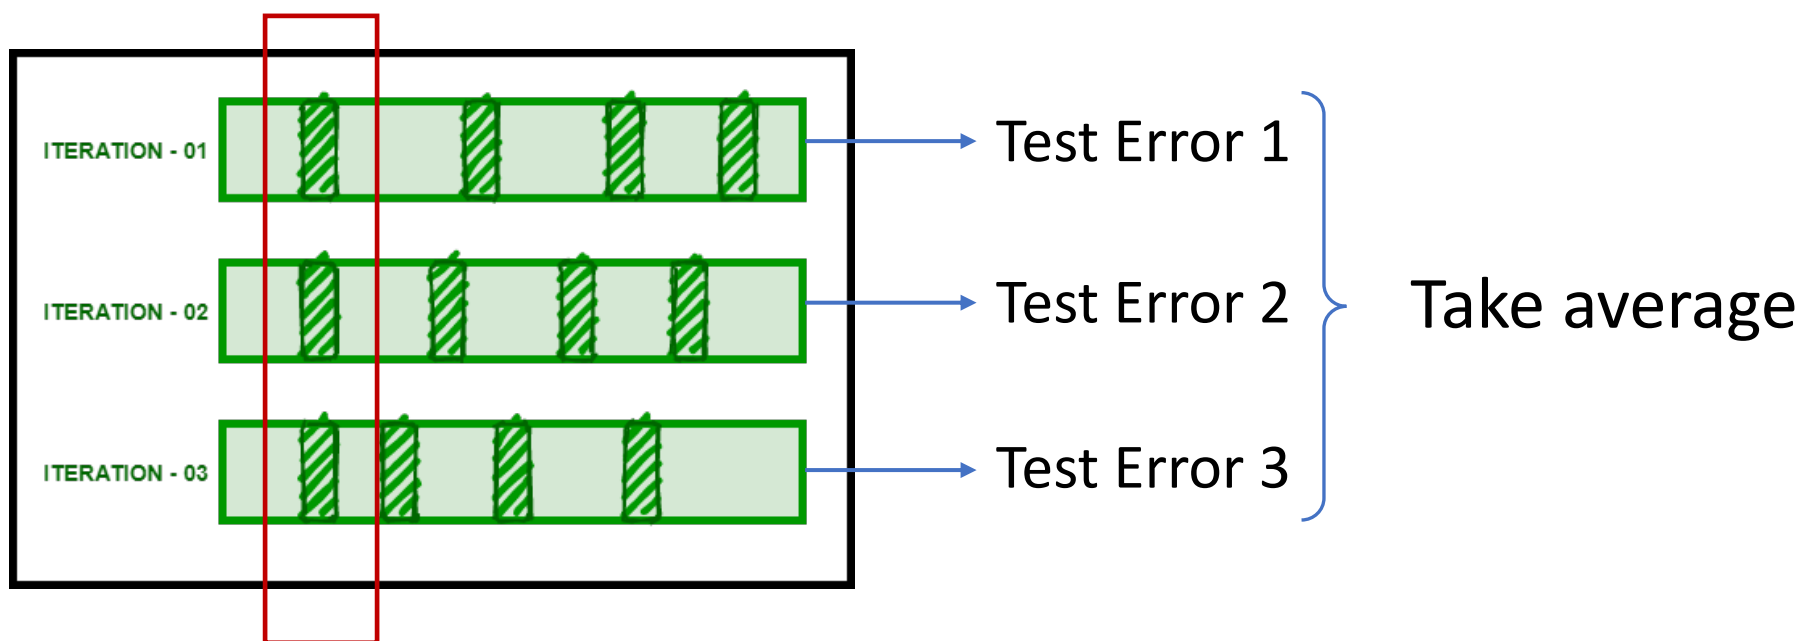 ITERATION - 01
Test Error 1
ITERATION - 02
Test Error 2
Take average
ITERATION - 03
Test Error 3